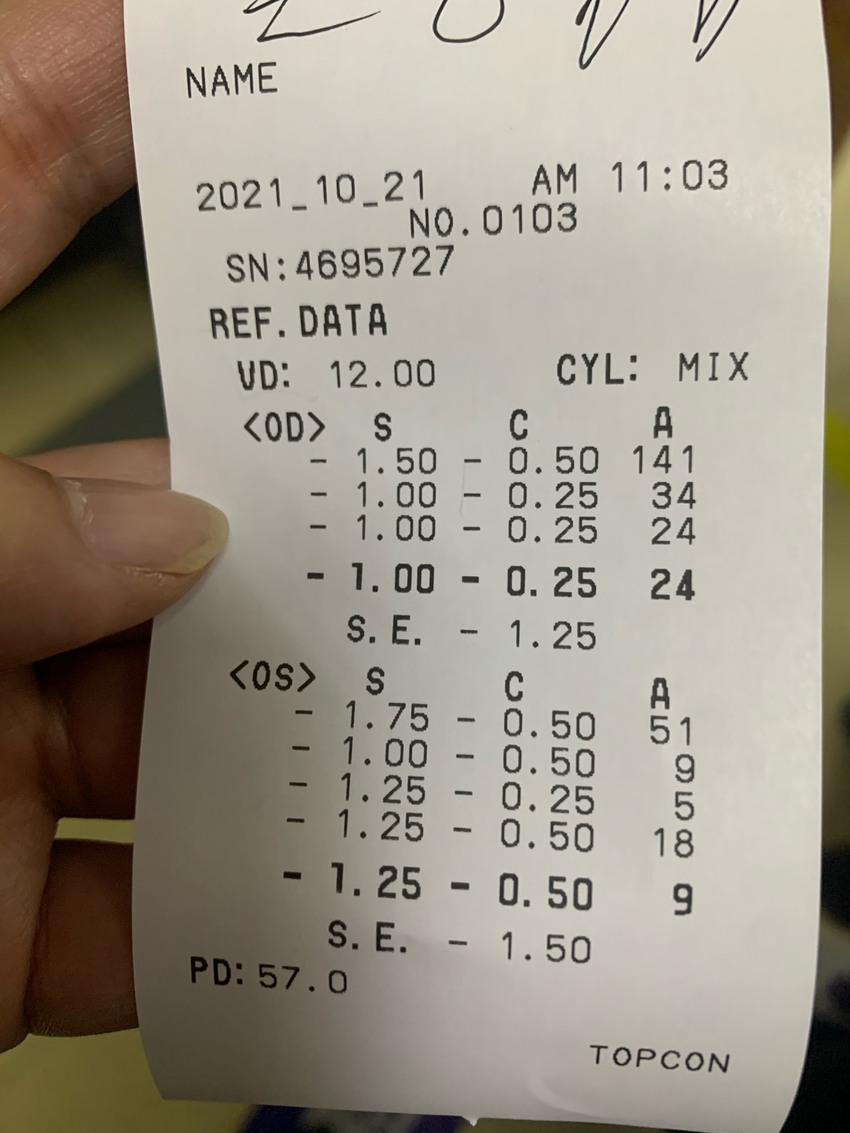 NAME
2021_10_21 AM 11:03
NO.0103
SN:4695727
REF.DATA
VD: 12.00 CYL: MIX
<OD> S C A
- 1.50 - 0.50 141
- 1.00 - 0.25 34
- 1.00 - 0.25 24
- 1.00 - 0.25 24
S.E. - 1.25
<OS> S C A
- 1.75 - 0.50 51
- 1.00 - 0.50 9
- 1.25 - 0.25 5
- 1.25 - 0.50 18
- 1.25 - 0.50 9
S.E. - 1.50
PD:57.0
TOPCON